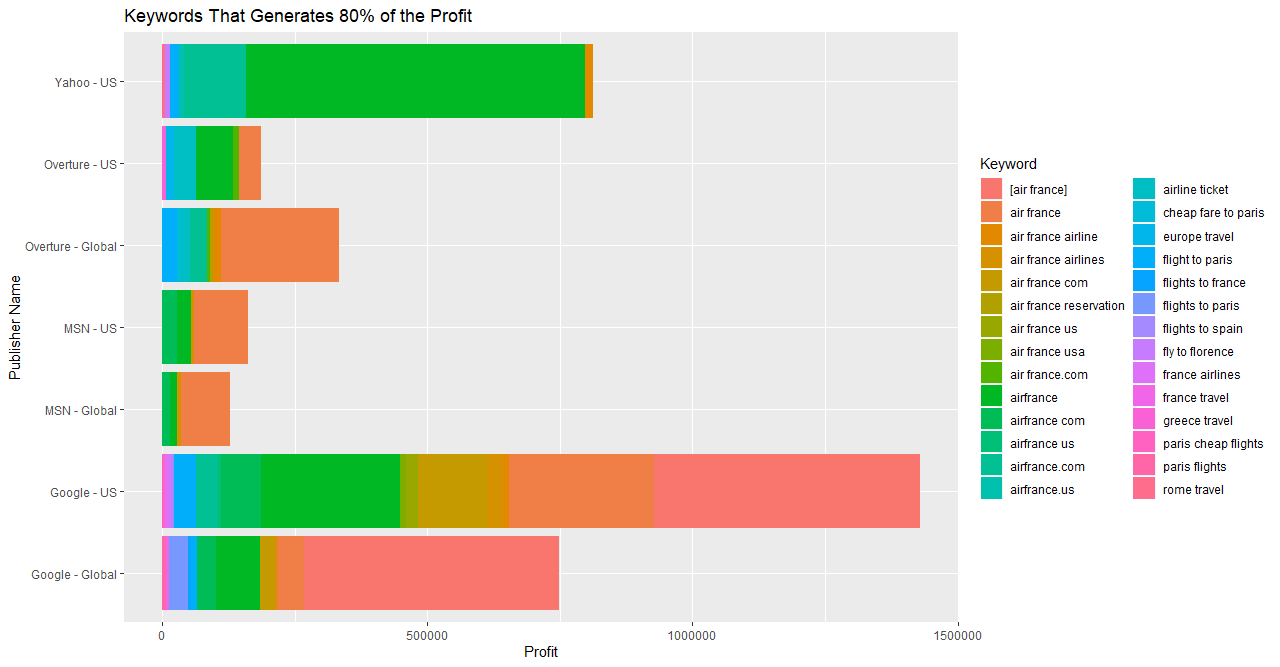 Keywords That Generates 80% of the Profit
Publisher Name
Yahoo - US
Overture - US
Overture - Global
MSN - US
MSN - Global
Google - US
Google - Global
0
500000
1000000
1500000
Profit
Keyword
[air france]
air france
air france airline
air france airlines
air france com
air france reservation
air france us
air france usa
air france.com
airfrance
airfrance com
airfrance us
airfrance.com
airfrance.us
airline ticket
cheap fare to paris
europe travel
flight to paris
flights to france
flights to paris
flights to spain
fly to florence
france airlines
france travel
greece travel
paris cheap flights
paris flights
rome travel